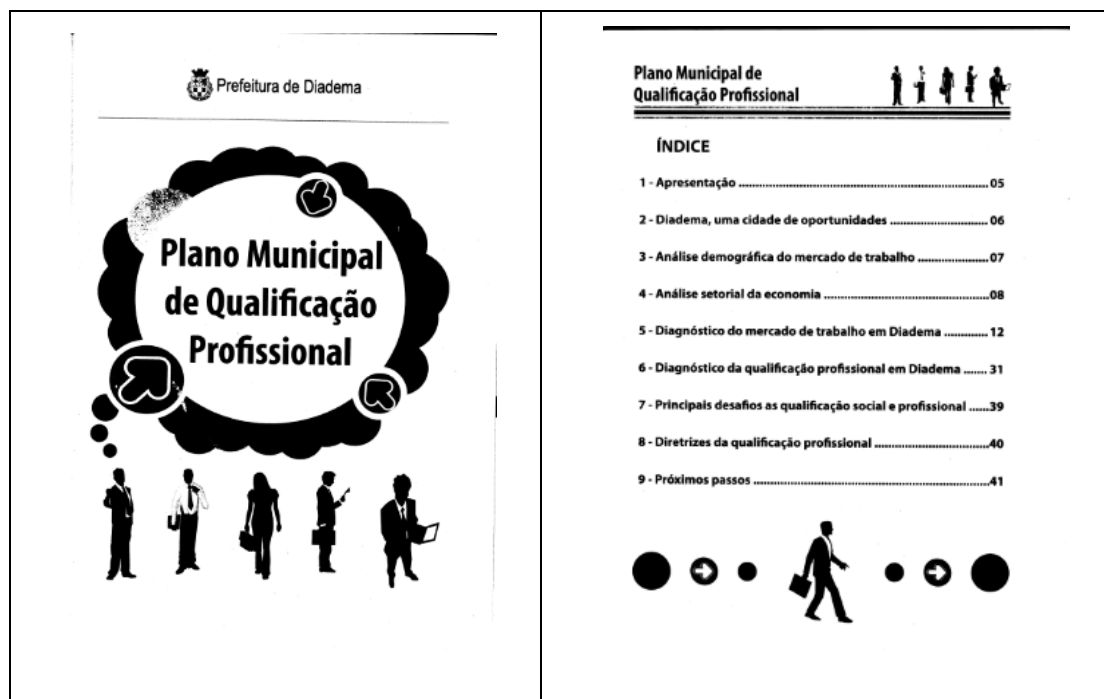 Prefeitura de Diadema
Plano Municipal
de Qualificação
Profissional
Plano Municipal de
Qualificação Profissional
ÍNDICE
1 - Apresentação ........................................................................ 05
2 - Diadema, uma cidade de oportunidades ............................ 06
3 - Análise demográfica do mercado de trabalho .................... 07
4 - Análise setorial da economia ................................................08
5 - Diagnóstico do mercado de trabalho em Diadema ............. 12
6 - Diagnóstico da qualificação profissional em Diadema ....... 31
7 - Principais desafios as qualificação social e profissional ......39
8 - Diretrizes da qualificação profissional .................................40
9 - Próximos passos ....................................................................41